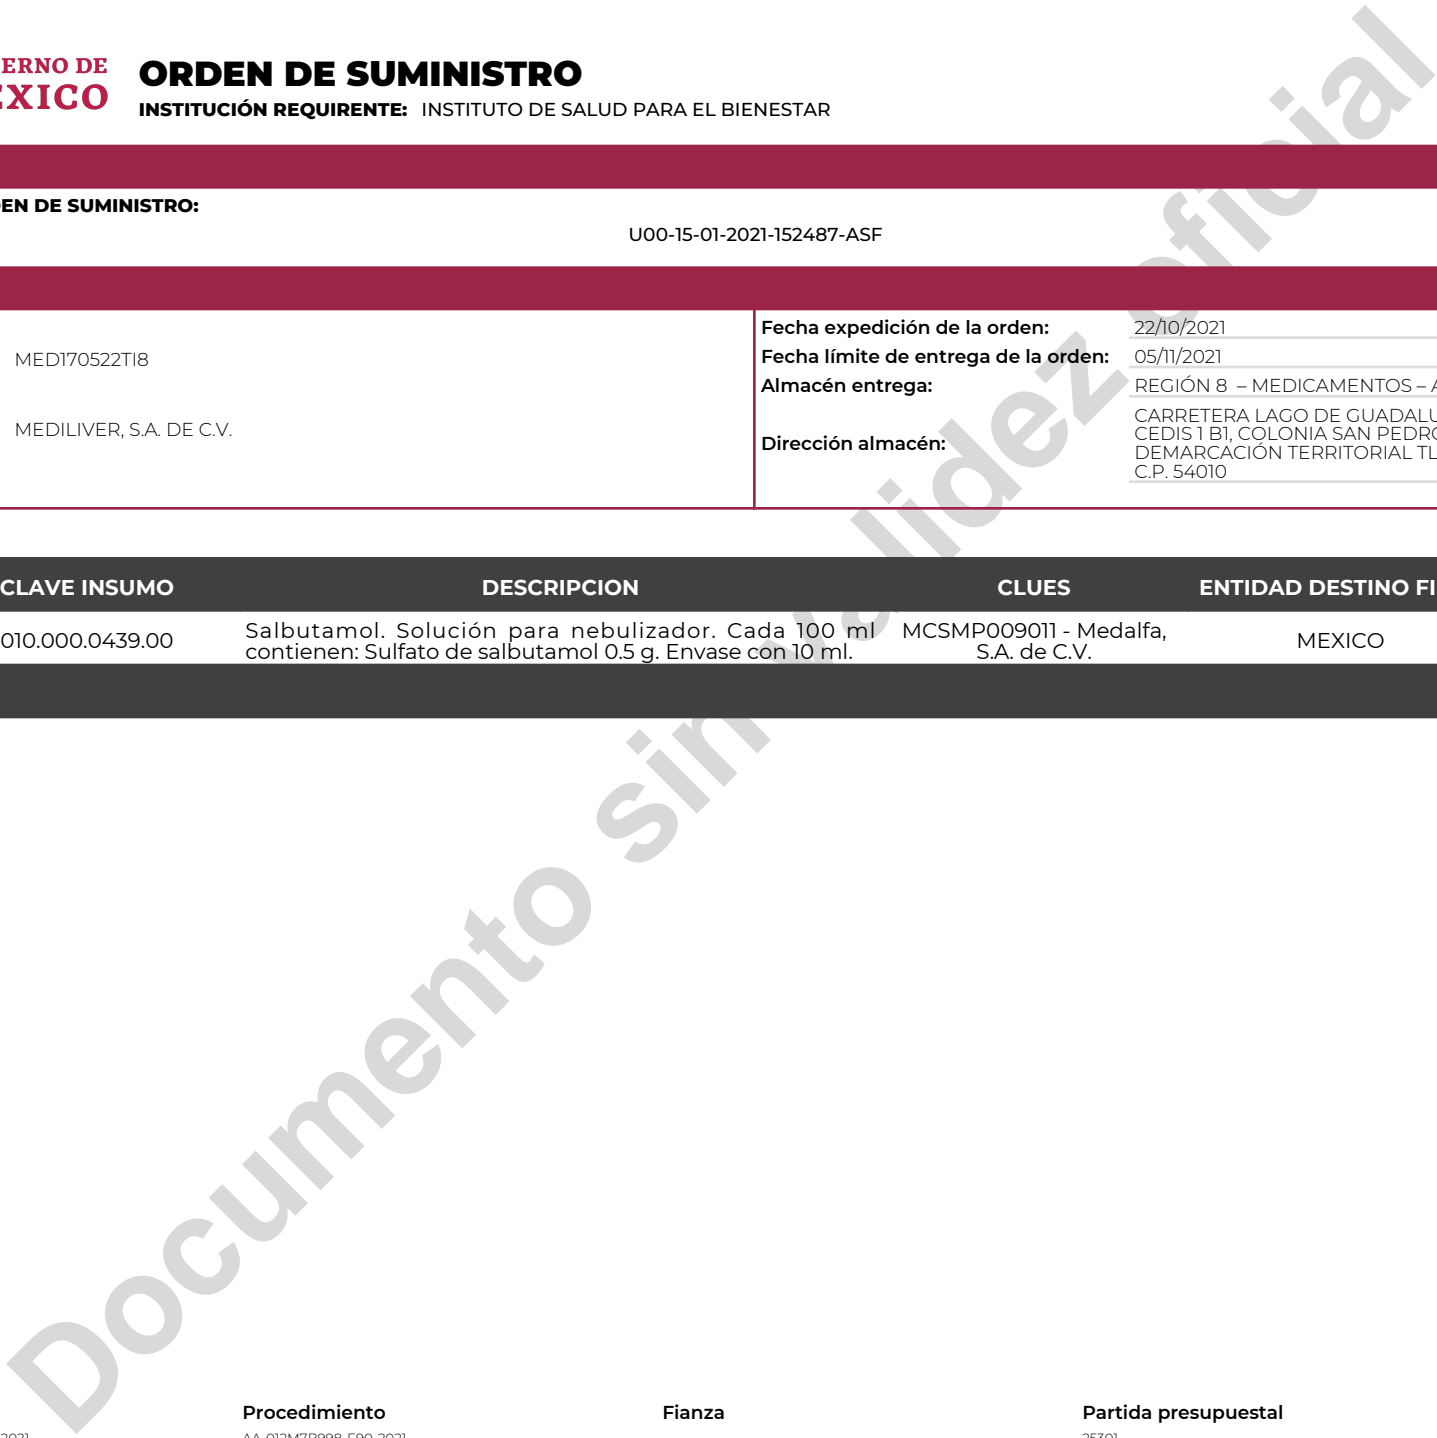 ERNO DE
EXICO
ORDEN DE SUMINISTRO
INSTITUCIÓN REQUIRENTE: INSTITUTO DE SALUD PARA EL BIENESTAR
EN DE SUMINISTRO:
U00-15-01-2021-152487-ASF
MED170522TI8
MEDILIVER, S.A. DE C.V.
Fecha expedición de la orden: 22/10/2021
Fecha límite de entrega de la orden: 05/11/2021
Almacén entrega: REGIÓN 8 – MEDICAMENTOS – A
Dirección almacén:
CARRETERA LAGO DE GUADALU
CEDIS 1 B1, COLONIA SAN PEDRO
DEMARCACIÓN TERRITORIAL TL
C.P. 54010
CLAVE INSUMO DESCRIPCION CLUES ENTIDAD DESTINO FI
010.000.0439.00
Salbutamol. Solución para nebulizador. Cada 100 ml
contienen: Sulfato de salbutamol 0.5 g. Envase con 10 ml.
MCSMP009011 - Medalfa,
S.A. de C.V.
MEXICO
Documento sin validez oficial
Procedimiento Fianza Partida presupuestal